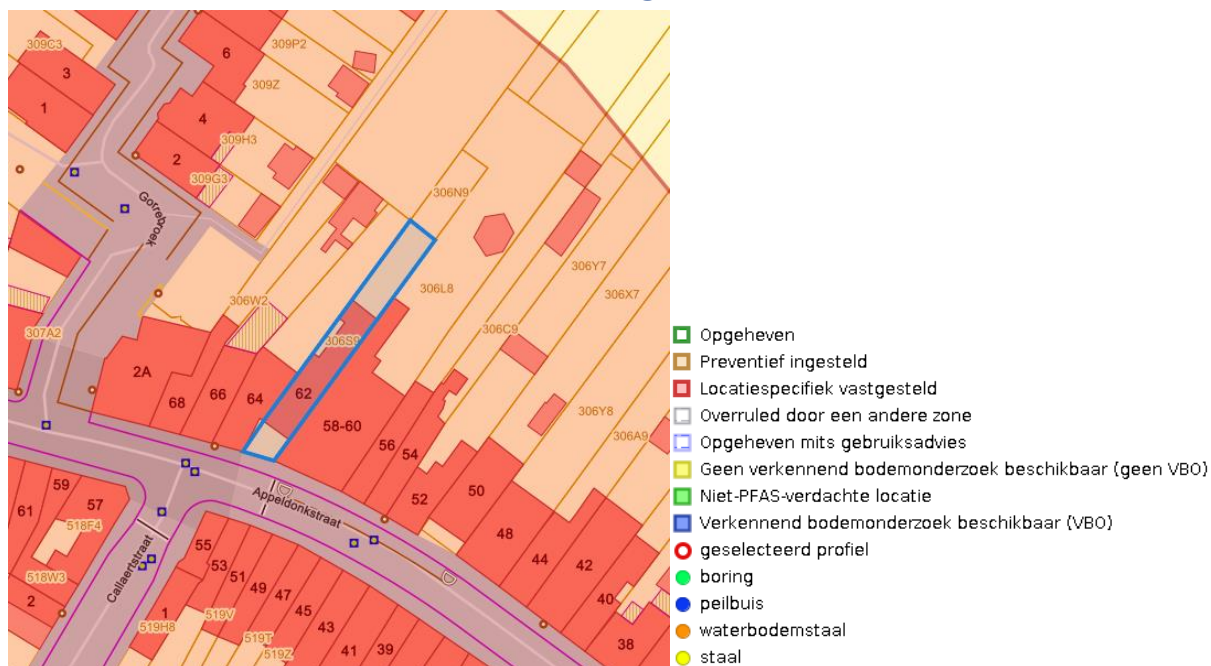 309C3
3
1
6
309P2
309Z
4
309H3
2
309G3
Gorrebroek
306N9
306L8
306Y7
306X7
306W2
306S9
306C9
307A2
2A
68
66
64
62
58-60
56
54
52
50
48
44
42
40
38
306Y8
306A9
Appeldonkstraat
D
D
61
59
57
518F4
518W3
2
Callaertstraat
1
519H8
55
53
51
49
47
45
43
41
39
519V
519T
519Z
Opgeheven
Preventief ingesteld
Locatiespecifiek vastgesteld
Overruled door een andere zone
Opgeheven mits gebruiksadvies
Geen verkennend bodemonderzoek beschikbaar (geen VBO)
Niet-PFAS-verdachte locatie
Verkennend bodemonderzoek beschikbaar (VBO)
geselecteerd profiel
boring
peilbuis
waterbodemstaal
staal